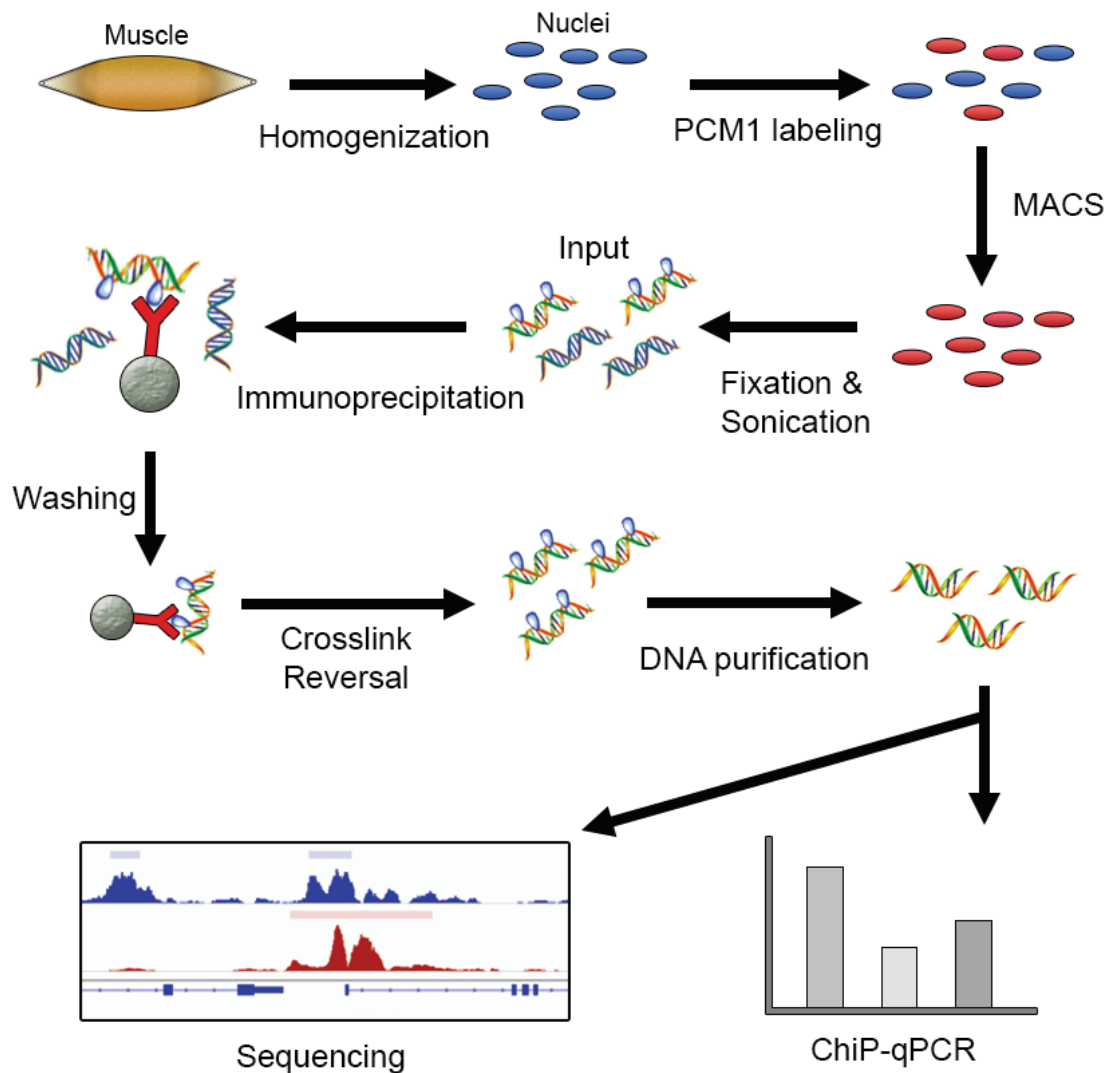 Muscle
Nuclei
Homogenization
PCM1 labeling
MACS
Input
Fixation &
Sonication
Immunoprecipitation
Washing
Crosslink
Reversal
DNA purification
Sequencing
ChiP-qPCR